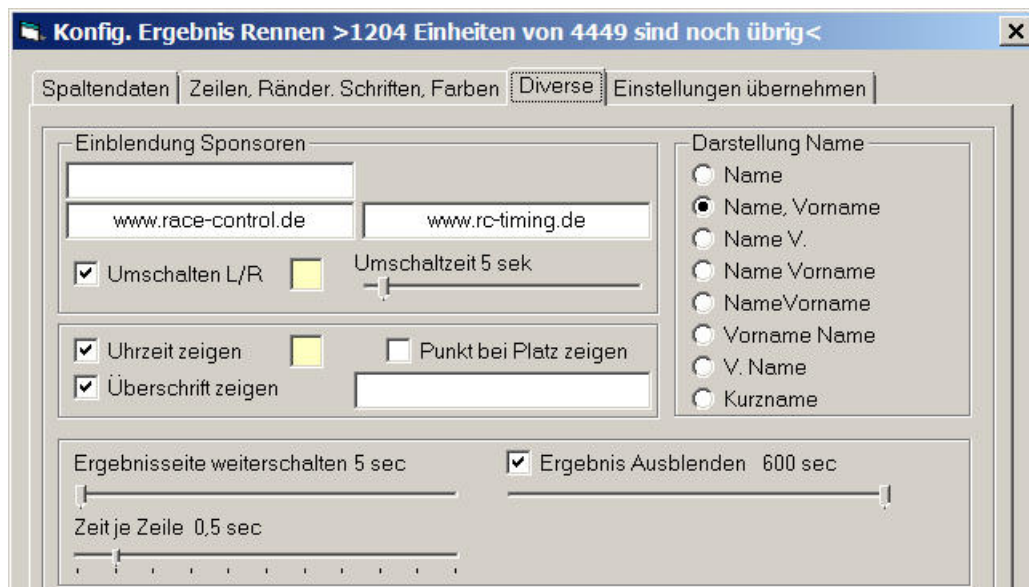 Konfig. Ergebnis Rennen >1204 Einheiten von 4449 sind noch übrig<
Spaltendaten
Zeilen, Ränder. Schriften, Farben
Diverse
Einstellungen übernehmen
Einblendung Sponsoren
www.race-control.de
www.rc-timing.de
Umschalten L/R
Umschaltzeit 5 sek
Uhrzeit zeigen
Punkt bei Platz zeigen
Überschrift zeigen
Darstellung Name
Name
Name, Vorname
Name V.
Name Vorname
NameVorname
Vorname Name
V. Name
Kurzname
Ergebnisseite weiterschalten 5 sec
Ergebnis Ausblenden 600 sec
Zeit je Zeile 0,5 sec